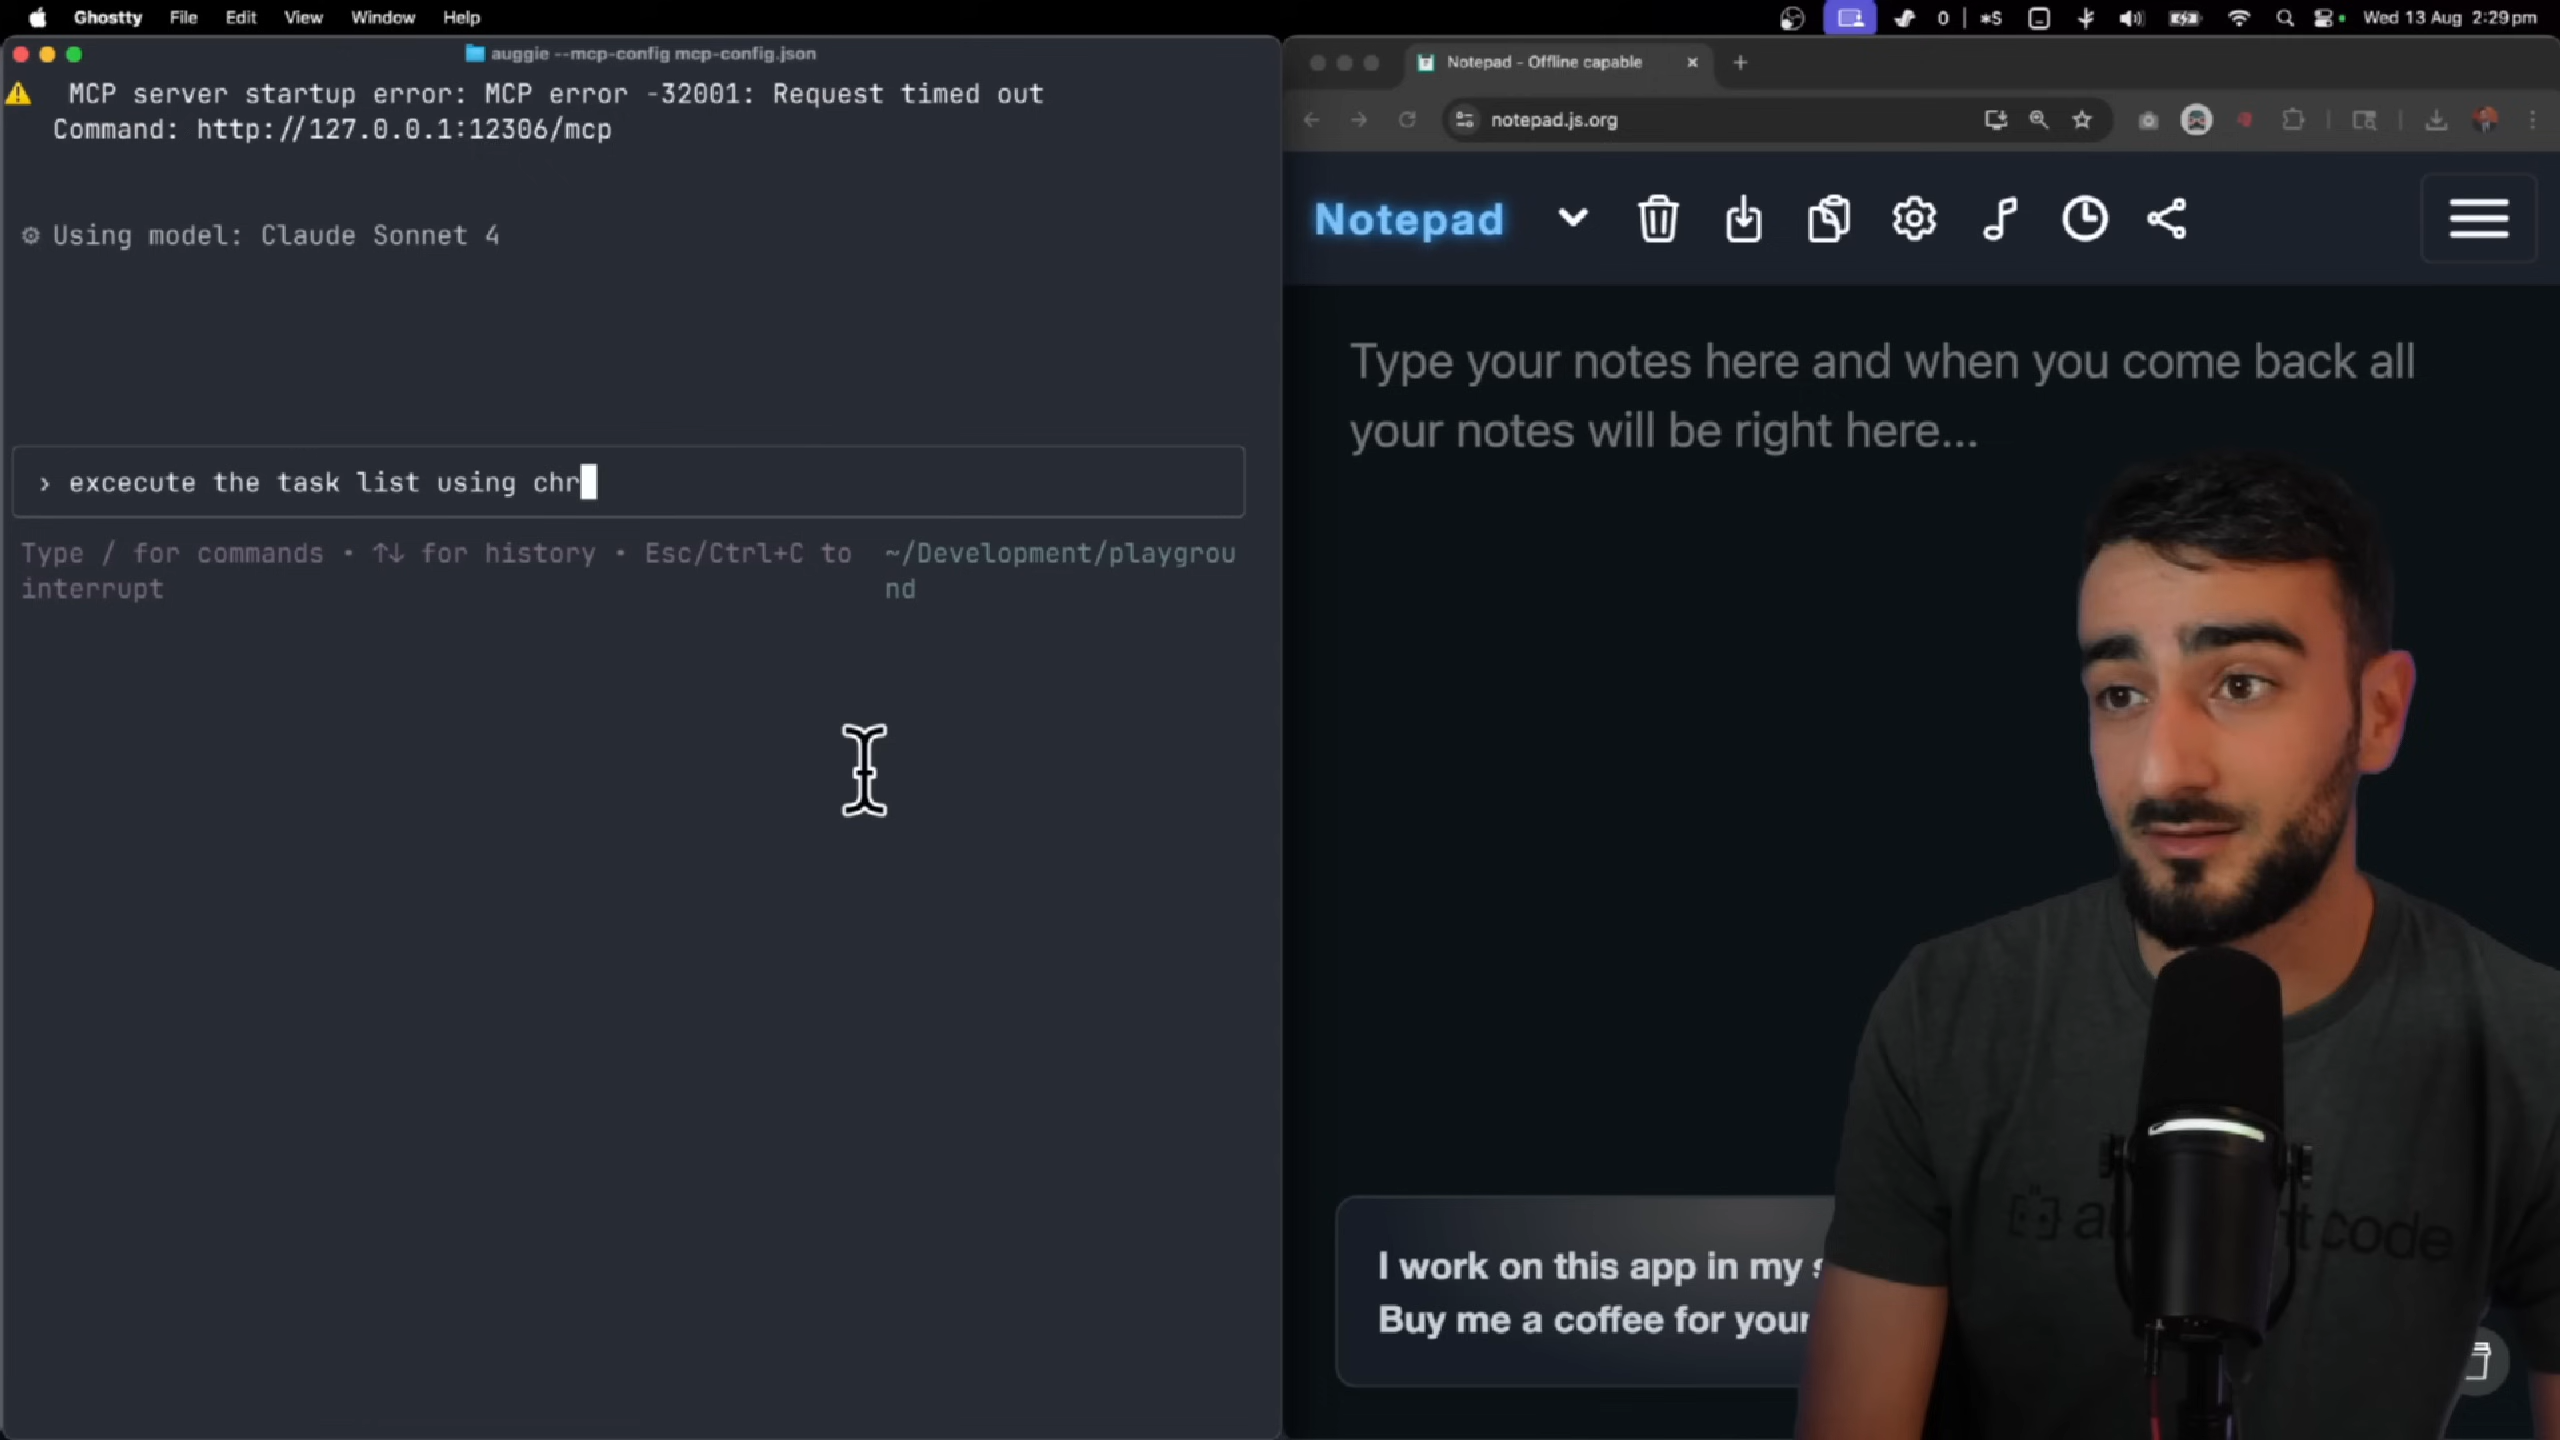 Ghostty File Edit View Window Help
0
Wed 13 Aug 2:29 pm
auggie --mcp-config mcp-config.json
MCP server startup error: MCP error -32001: Request timed out
Command: http://127.0.0.1:12306/mcp
Using model: Claude Sonnet 4
› excecute the task list using chr
Type / for commands • ↑↓ for history • Esc/Ctrl+C to
interrupt
~/Development/playgrou
nd
Notepad - Offline capable
notepad.js.org
Notepad
Type your notes here and when you come back all
your notes will be right here...
I work on this app in my
Buy me a coffee for your
code